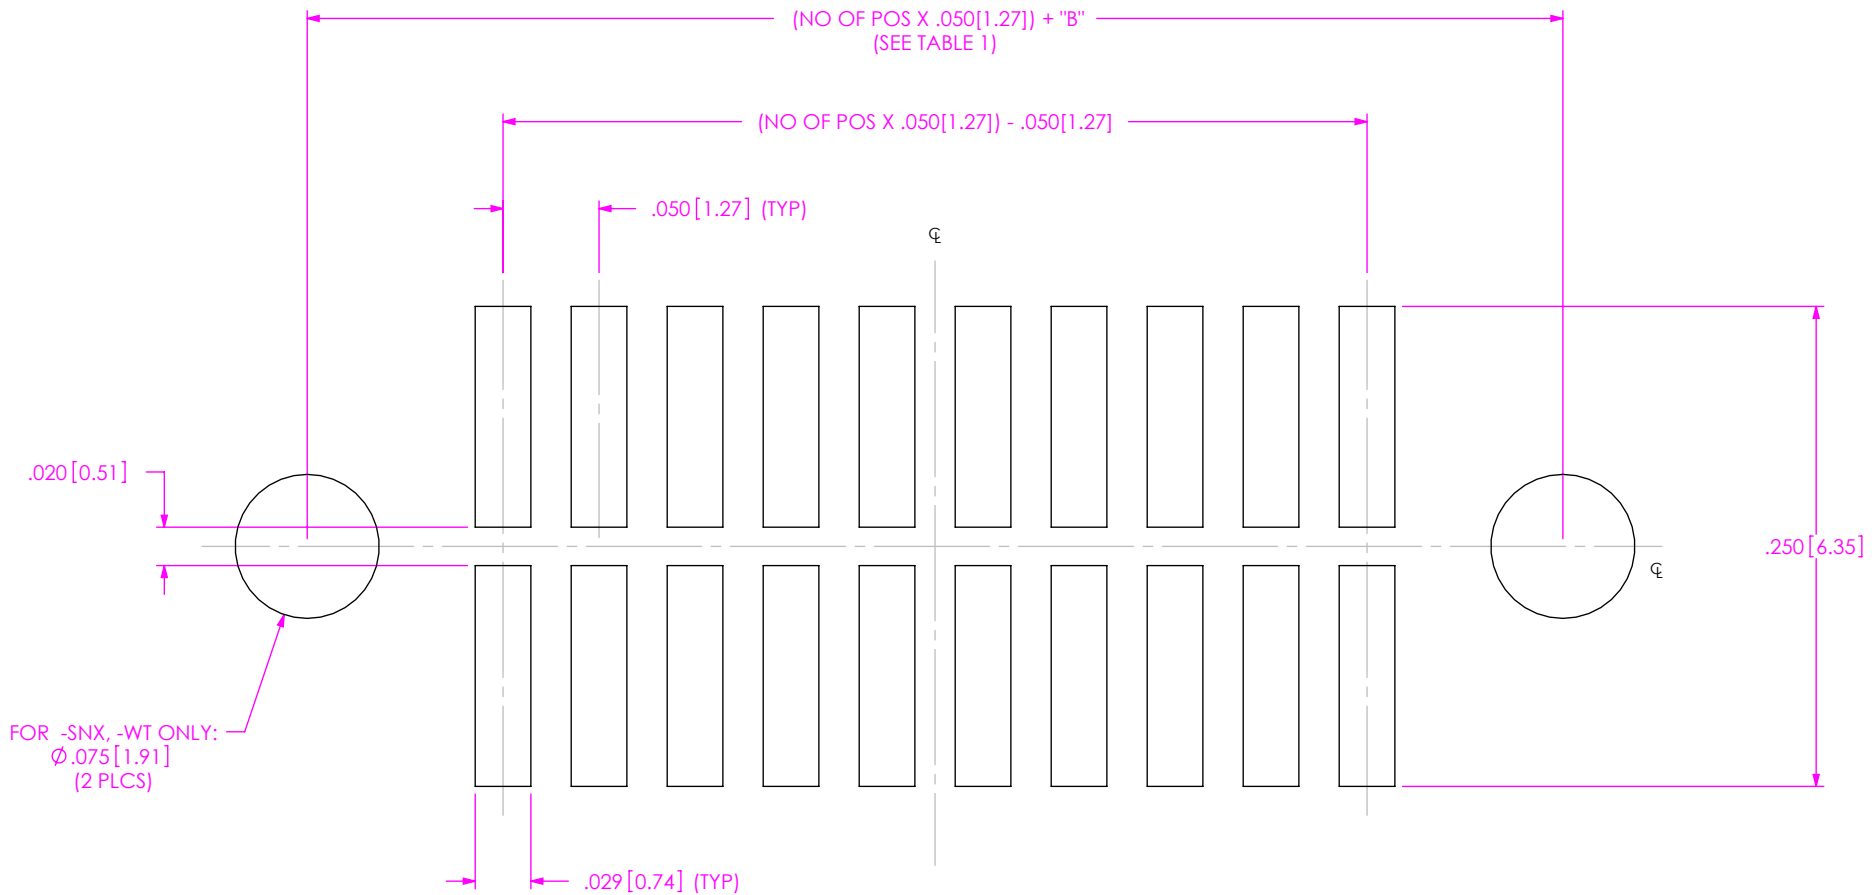 (NO OF POS X .050[1.27]) + "B"
(SEE TABLE 1)
(NO OF POS X .050[1.27]) - .050[1.27]
.050[1.27] (TYP)
℄
.020[0.51]
.250[6.35]
℄
FOR -SNX, -WT ONLY:
Ø.075[1.91]
(2 PLCS)
.029[0.74] (TYP)